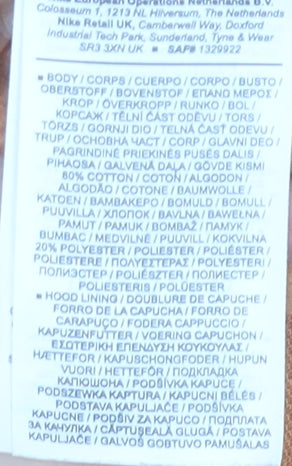 European Operations Netherlands B.V.
Colosseum 1, 1213 NL Hilversum, The Netherlands
Nike Retail UK, Camberwell Way, Doxford
Industrial Tech Park, Sunderland, Tyne & Wear
SR3 3XN UK ■ SAF# 1329922
■ BODY / CORPS / CUERPO / CORPO / BUSTO /
OBERSTOFF / BOVENSTOF / ΕΠΑΝΩ ΜΕΡΟΣ /
KROP / ÖVERKROPP / RUNKO / BOL /
КОРСАЖ / TĚLNÍ ČÁST ODĚVU / TORS /
TÖRZS / GORNJI DIO / TELNÁ ČASŤ ODEVU /
TRUP / ОСНОВНА ЧАСТ / CORP / GLAVNI DEO /
PAGRINDINĖ PRIEKINĖS PUSĖS DALIS /
PIHAOSA / GALVENĀ DAĻA / GÖVDE KISMI
80% COTTON / COTON / ALGODON /
ALGODÃO / COTONE / BAUMWOLLE /
KATOEN / ΒΑΜΒΑΚΕΡΟ / BOMULD / BOMULL /
PUUVILLA / ХЛОПОК / BAVLNA / BAWEŁNA /
PAMUT / PAMUK / BOMBAŽ / ПАМУК /
BUMBAC / MEDVILNĖ / PUUVILL / KOKVILNA
20% POLYESTER / POLIESTER / POLIÉSTER /
POLIESTERE / ΠΟΛΥΕΣΤΕΡΑΣ / POLYESTERI /
ПОЛИЭСТЕР / POLIÉSZTER / ПОЛИЕСТЕР /
POLIESTERIS / POLÜESTER
■ HOOD LINING / DOUBLURE DE CAPUCHE /
FORRO DE LA CAPUCHA / FORRO DE
CARAPUÇO / FODERA CAPPUCCIO /
KAPUZENFUTTER / VOERING CAPUCHON /
ΕΣΩΤΕΡΙΚΗ ΕΠΕΝΔΥΣΗ ΚΟΥΚΟΥΛΑΣ /
HÆTTEFOR / KAPUSCHONGFODER / HUPUN
VUORI / HETTEFÔR / ПОДКЛАДКА
КАПЮШОНА / PODŠÍVKA KAPUCE /
PODSZEWKA KAPTURA / KAPUCNI BÉLÉS /
PODSTAVA KAPULJAČE / PODŠÍVKA
KAPUCNE / PODŠIV ZA KAPUCO / ПОДПЛАТА
ЗА КАЧУЛКА / CĂPTUŞEALĂ GLUGĂ / POSTAVA
KAPULJAČE / GALVOS GOBTUVO PAMUŠALAS